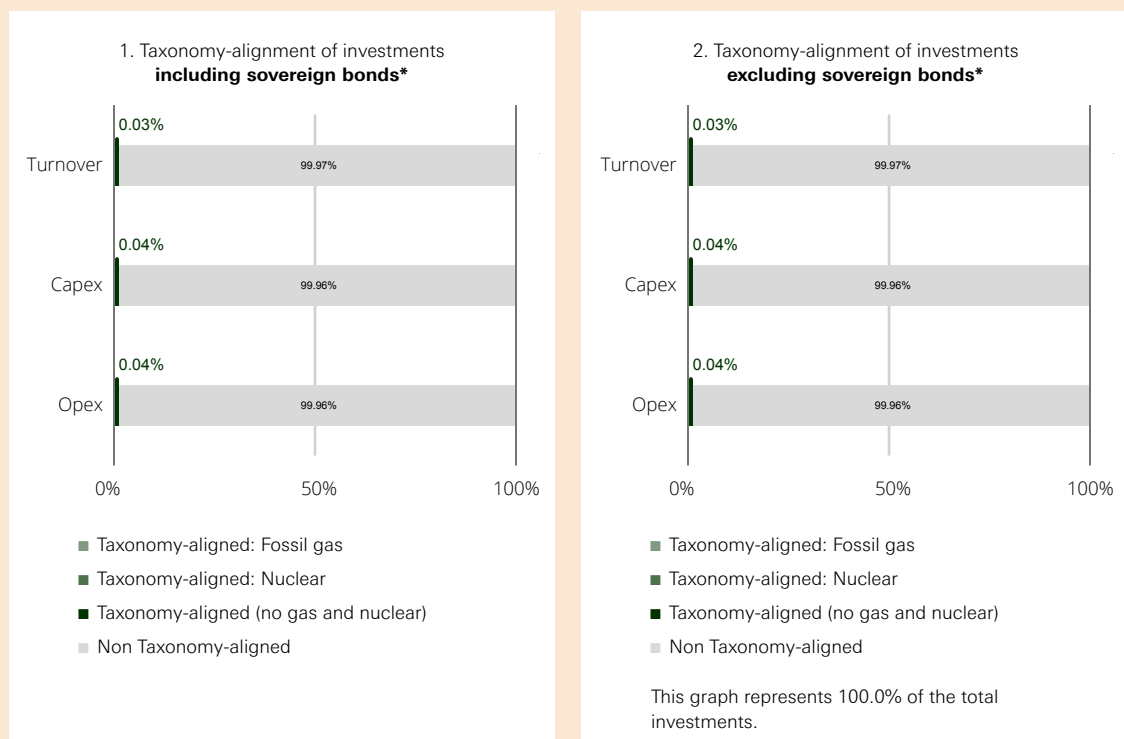 1. Taxonomy-alignment of investments
including sovereign bonds*
0.03%
Turnover
99.97%
0.04%
Capex
99.96%
0.04%
Opex
99.96%
0%
50%
100%
Taxonomy-aligned: Fossil gas
Taxonomy-aligned: Nuclear
Taxonomy-aligned (no gas and nuclear)
Non Taxonomy-aligned
2. Taxonomy-alignment of investments
excluding sovereign bonds*
0.03%
Turnover
99.97%
0.04%
Capex
99.96%
0.04%
Opex
99.96%
0%
50%
100%
Taxonomy-aligned: Fossil gas
Taxonomy-aligned: Nuclear
Taxonomy-aligned (no gas and nuclear)
Non Taxonomy-aligned
This graph represents 100.0% of the total
investments.